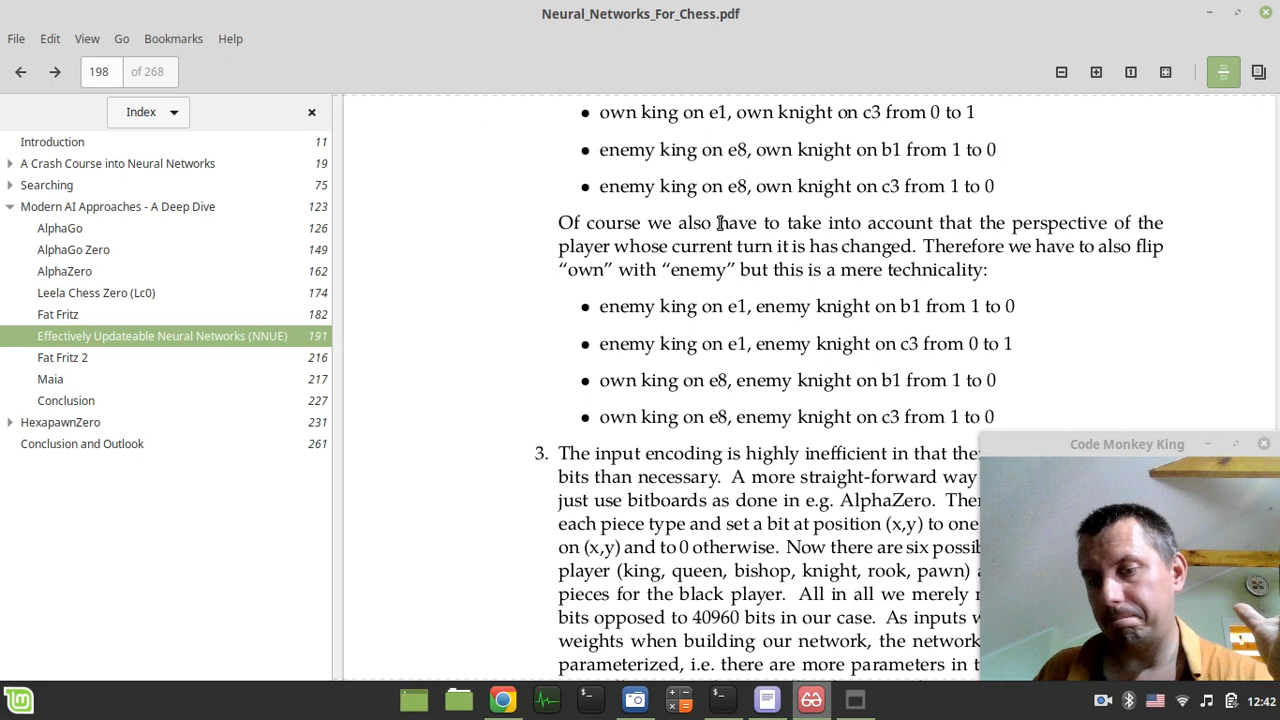 Neural_Networks_For_Chess.pdf
File Edit View Go Bookmarks Help
198 of 268
Index
Introduction 11
A Crash Course into Neural Networks 19
Searching 75
Modern AI Approaches - A Deep Dive 123
AlphaGo 126
AlphaGo Zero 149
AlphaZero 162
Leela Chess Zero (Lc0) 174
Fat Fritz 182
Effectively Updateable Neural Networks (NNUE) 191
Fat Fritz 2 216
Maia 217
Conclusion 227
HexapawnZero 231
Conclusion and Outlook 261
• own king on e1, own knight on c3 from 0 to 1
• enemy king on e8, own knight on b1 from 1 to 0
• enemy king on e8, own knight on c3 from 1 to 0
Of course we also have to take into account that the perspective of the
player whose current turn it is has changed. Therefore we have to also flip
“own” with “enemy” but this is a mere technicality:
• enemy king on e1, enemy knight on b1 from 1 to 0
• enemy king on e1, enemy knight on c3 from 0 to 1
• own king on e8, enemy knight on b1 from 1 to 0
• own king on e8, enemy knight on c3 from 1 to 0
3. The input encoding is highly inefficient in that
bits than necessary. A more straight-forward way
just use bitboards as done in e.g. AlphaZero.
each piece type and set a bit at position (x,y) to one
on (x,y) and to 0 otherwise. Now there are six
player (king, queen, bishop, knight, rook, pawn)
pieces for the black player. All in all we merely
bits opposed to 40960 bits in our case. As inputs
weights when building our network, the network
parameterized, i.e. there are more parameters in
Code Monkey King
12:42